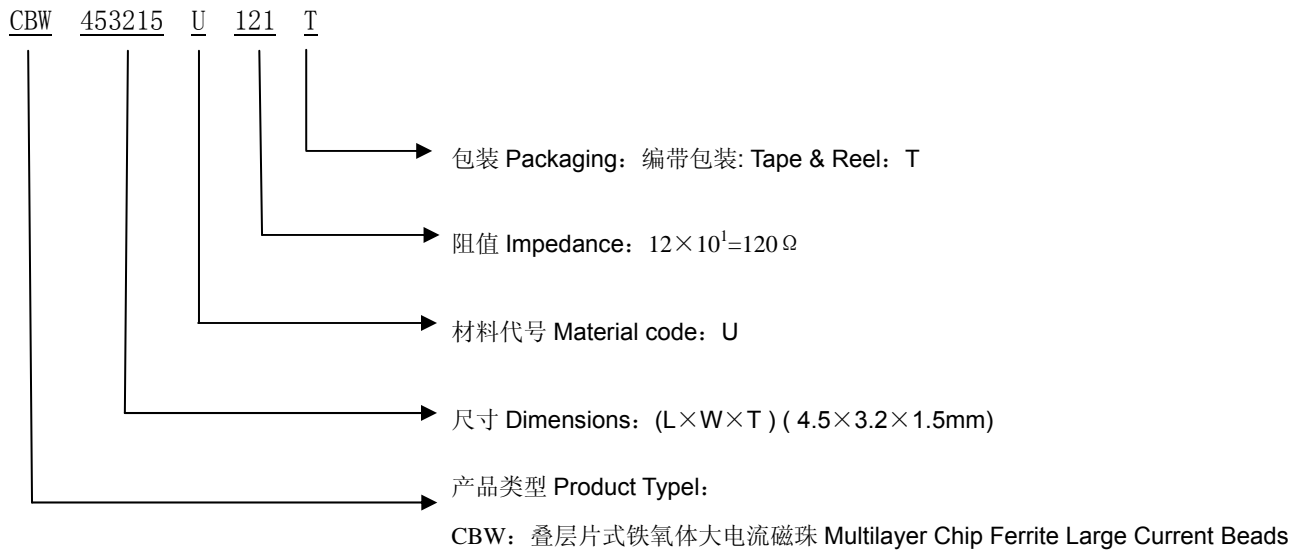 CBW 453215 U 121 T
包装 Packaging：编带包装: Tape & Reel：T
阻值 Impedance：12×10¹=120Ω
材料代号 Material code：U
尺寸 Dimensions：(L×W×T ) ( 4.5×3.2×1.5mm)
产品类型 Product Typel：
CBW：叠层片式铁氧体大电流磁珠 Multilayer Chip Ferrite Large Current Beads